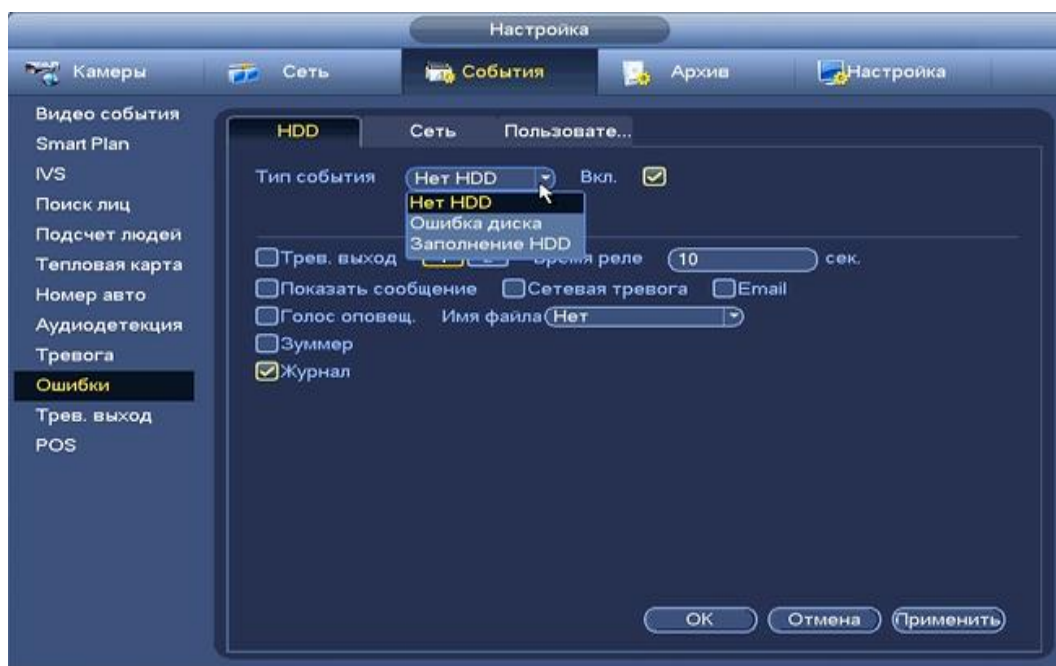 Настройка
Камеры Сеть События Архив Настройка
Видео события
Smart Plan
IVS
Поиск лиц
Подсчет людей
Тепловая карта
Номер авто
Аудиодетекция
Тревога
Ошибки
Трев. выход
POS
HDD Сеть Пользовате...
Тип события Нет HDD Вкл.
Нет HDD
Ошибка диска
Заполнение HDD
Трев. выход реле 10 сек.
Показать сообщение Сетевая тревога Email
Голос оповещ. Имя файла Нет
Зуммер
Журнал
OK Отмена Применить